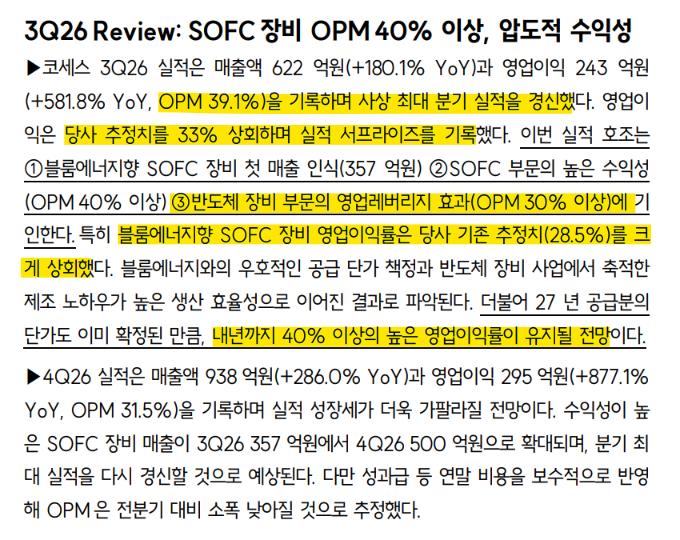 3Q26 Review: SOFC 장비 OPM 40% 이상, 압도적 수익성
▶코세스 3Q26 실적은 매출액 622 억원(+180.1% YoY)과 영업이익 243 억원
(+581.8% YoY, OPM 39.1%)을 기록하며 사상 최대 분기 실적을 경신했다. 영업이
익은 당사 추정치를 33% 상회하며 실적 서프라이즈를 기록했다. 이번 실적 호조는
①블룸에너지향 SOFC 장비 첫 매출 인식(357 억원) ②SOFC 부문의 높은 수익성
(OPM 40% 이상) ③반도체 장비 부문의 영업레버리지 효과(OPM 30% 이상)에 기
인한다. 특히 블룸에너지향 SOFC 장비 영업이익률은 당사 기존 추정치(28.5%)를 크
게 상회했다. 블룸에너지와의 우호적인 공급 단가 책정과 반도체 장비 사업에서 축적한
제조 노하우가 높은 생산 효율성으로 이어진 결과로 파악된다. 더불어 27 년 공급분의
단가도 이미 확정된 만큼, 내년까지 40% 이상의 높은 영업이익률이 유지될 전망이다.
▶4Q26 실적은 매출액 938 억원(+286.0% YoY)과 영업이익 295 억원(+877.1%
YoY, OPM 31.5%)을 기록하며 실적 성장세가 더욱 가팔라질 전망이다. 수익성이 높
은 SOFC 장비 매출이 3Q26 357 억원에서 4Q26 500 억원으로 확대되며, 분기 최
대 실적을 다시 경신할 것으로 예상된다. 다만 성과급 등 연말 비용을 보수적으로 반영
해 OPM은 전분기 대비 소폭 낮아질 것으로 추정했다.